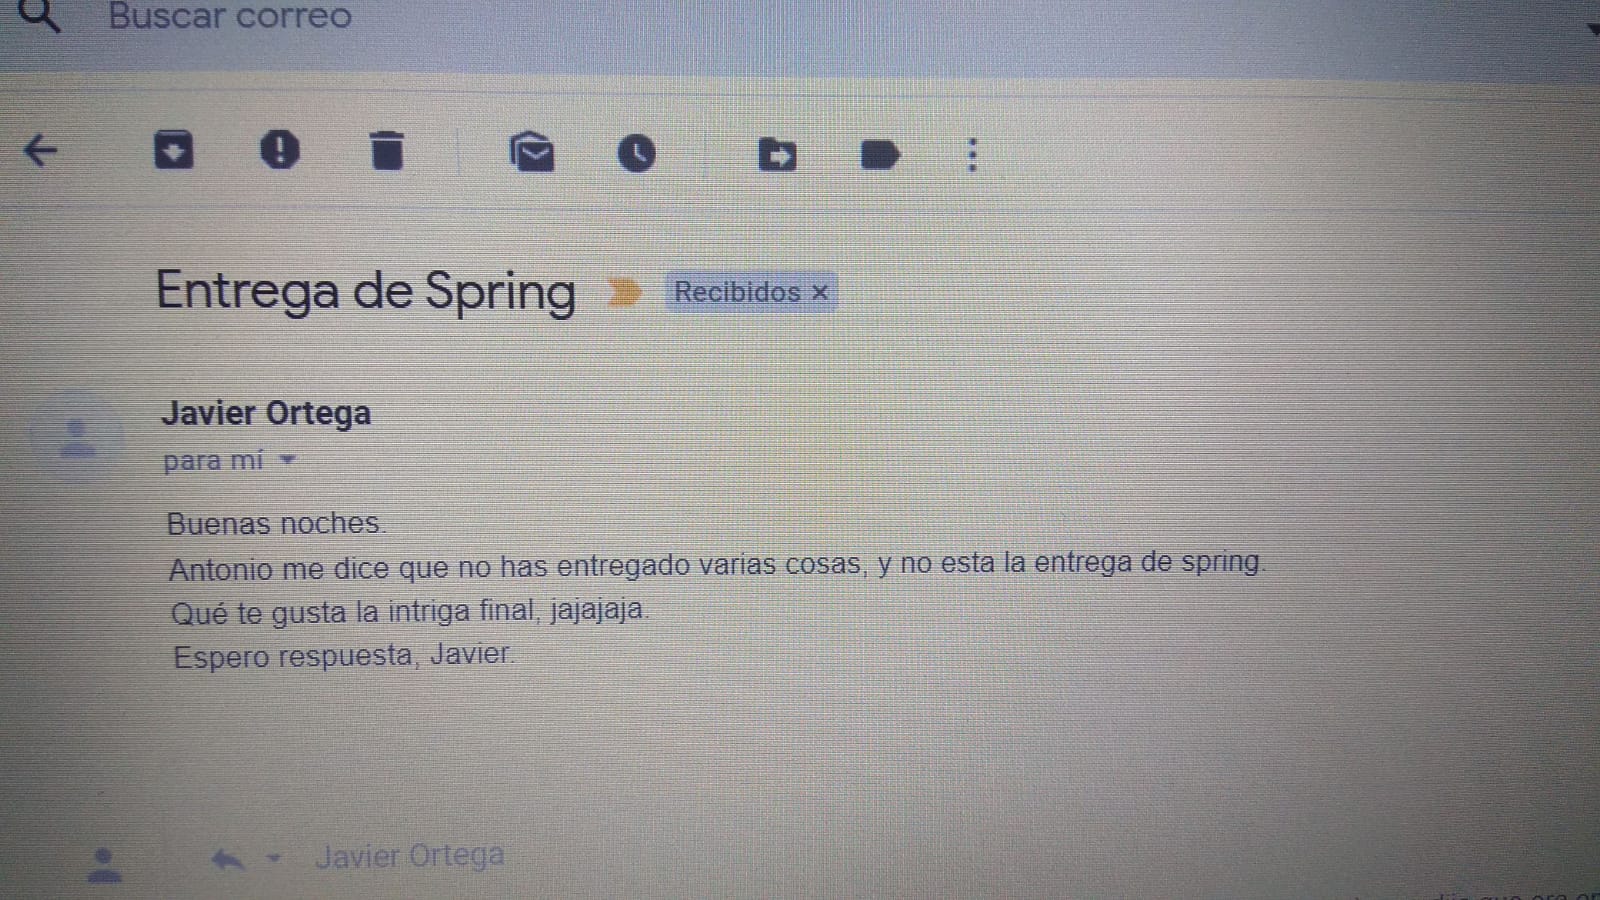 Buscar correo
Entrega de Spring
Recibidos ×
Javier Ortega
para mí
Buenas noches.
Antonio me dice que no has entregado varias cosas, y no esta la entrega de spring.
Qué te gusta la intriga final, jajajaja.
Espero respuesta, Javier.
Javier Ortega